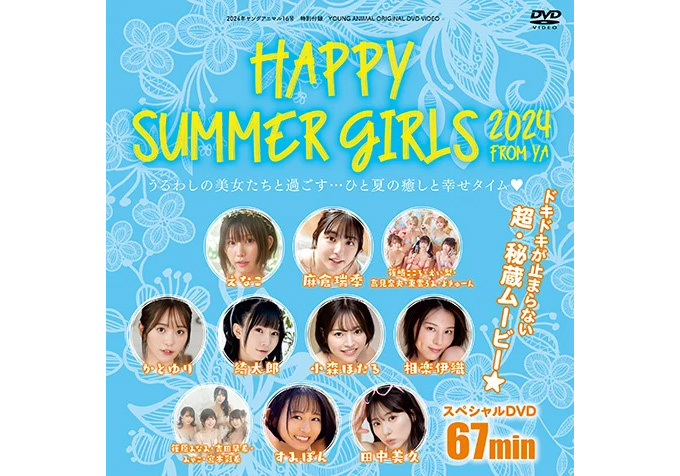 2024年ヤングアニマル16号 特別付録 YOUNG ANIMAL ORIGINAL DVD VIDEO
DVD
VIDEO
HAPPY
SUMMER GIRLS 2024
FROM YA
うるわしの美女たちと過ごす…ひと夏の癒しと幸せタイム♥
ドキドキが止まらない
超・秘蔵ムービー★
えなこ
麻倉瑞季
かとゆり
綺太郎
小森ほたる
相楽伊織
すみぽん
田中美久
スペシャルDVD
67min